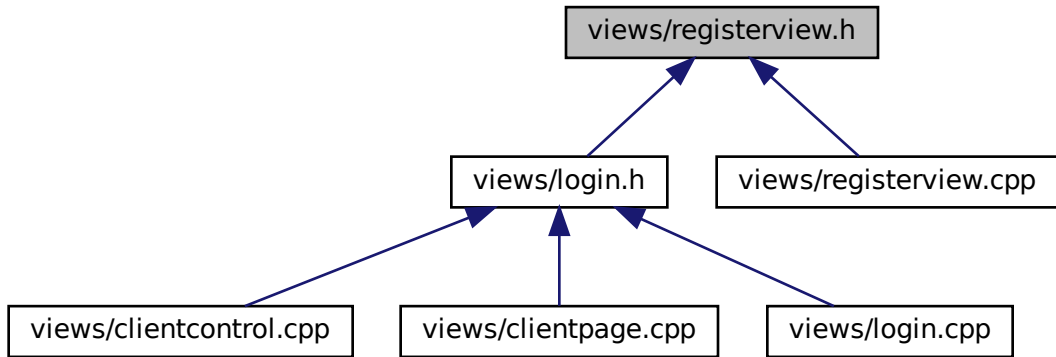 views/registerview.h
views/login.h
views/registerview.cpp
views/clientcontrol.cpp
views/clientpage.cpp
views/login.cpp